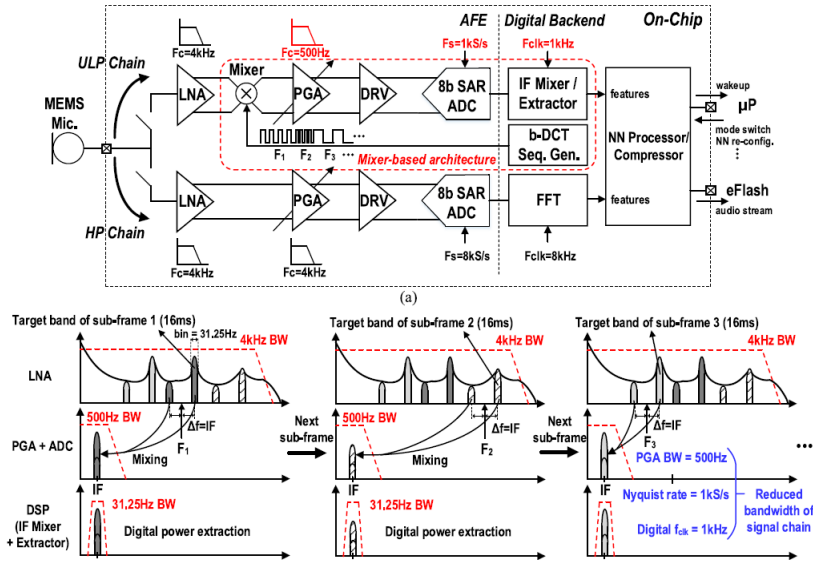 AFE
Digital Backend
On-Chip
Fc=4kHz
Fc=500Hz
Fs=1kS/s
Fclk=1kHz
ULP Chain
LNA
Mixer
PGA
DRV
8b SAR
ADC
IF Mixer /
Extractor
features
wakeup
µP
MEMS
Mic.
F1 F2 F3 ...
Mixer-based architecture
b-DCT
Seq. Gen.
NN Processor/
Compressor
mode switch
NN re-config.
eFlash
audio stream
LNA
PGA
DRV
8b SAR
ADC
FFT
features
HP Chain
Fc=4kHz
Fc=4kHz
Fs=8kS/s
Fclk=8kHz
(a)
Target band of sub-frame 1 (16ms)
bin = 31.25Hz
4kHz BW
Target band of sub-frame 2 (16ms)
4kHz BW
Target band of sub-frame 3 (16ms)
4kHz BW
LNA
500Hz BW
Δf=IF
F1
Next
sub-frame
500Hz BW
Δf=IF
F2
Next
sub-frame
Δf=IF
F3
PGA + ADC
Mixing
IF
Mixing
IF
IF
PGA BW = 500Hz
Nyquist rate = 1kS/s
Digital fclk = 1kHz
Reduced
bandwidth of
signal chain
...
DSP
(IF Mixer
+ Extractor)
31,25Hz BW
Digital power extraction
31,25Hz BW
Digital power extraction